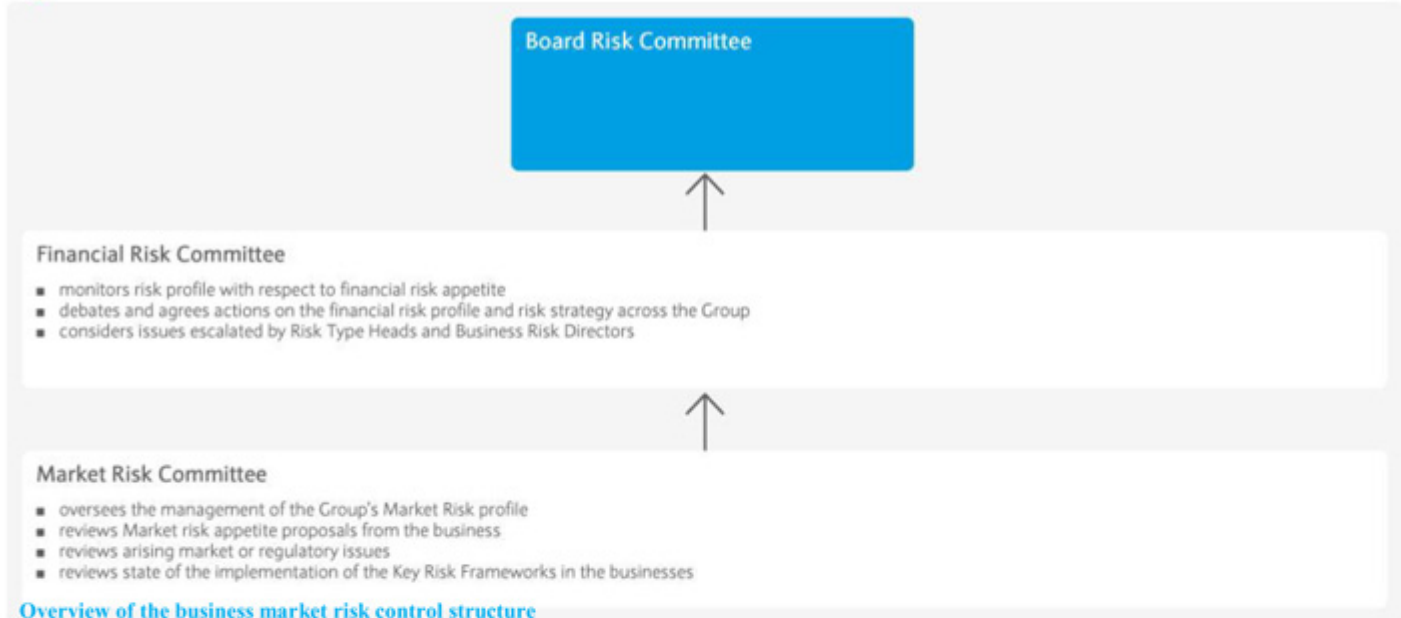 Board Risk Committee
Financial Risk Committee
▪ monitors risk profile with respect to financial risk appetite
▪ debates and agrees actions on the financial risk profile and risk strategy across the Group
▪ considers issues escalated by Risk Type Heads and Business Risk Directors
Market Risk Committee
▪ oversees the management of the Group's Market Risk profile
▪ reviews Market risk appetite proposals from the business
▪ reviews arising market or regulatory issues
▪ reviews state of the implementation of the Key Risk Frameworks in the businesses
Overview of the business market risk control structure